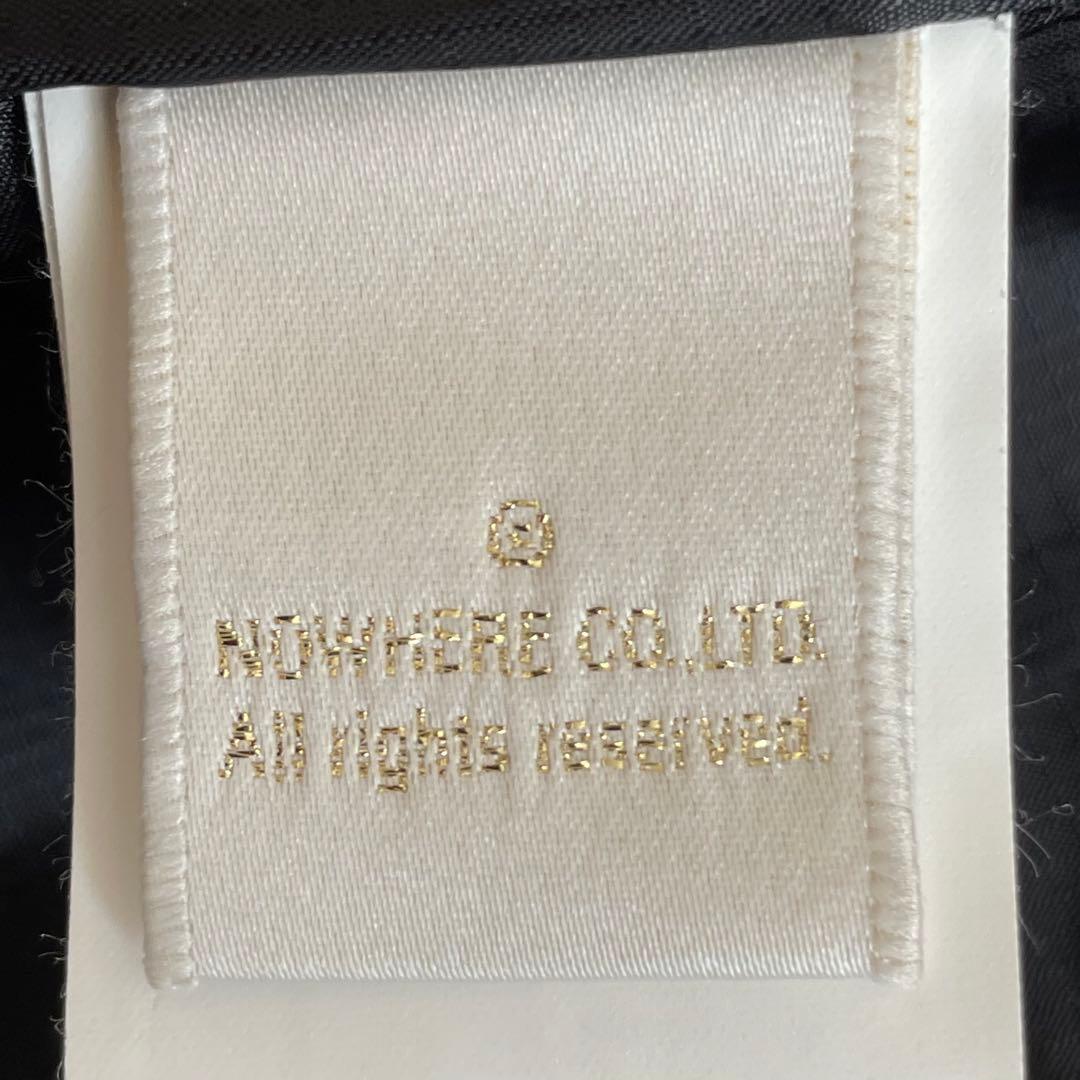 ®
NOWHERE CO.,LTD.
All rights reserved.